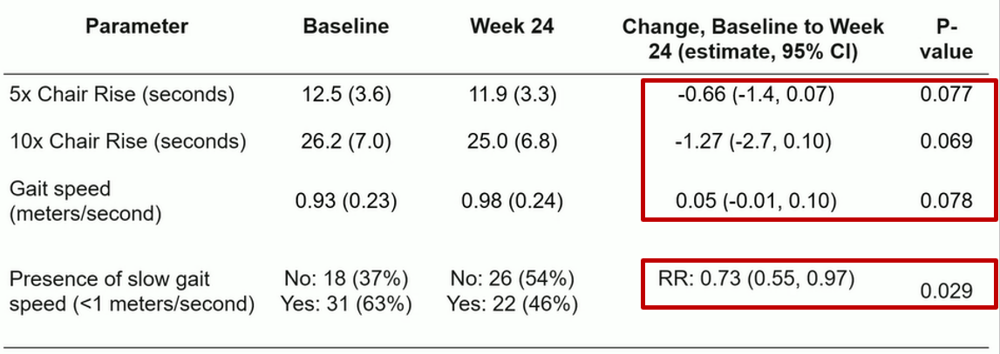 Parameter Baseline Week 24 Change, Baseline to Week 24 (estimate, 95% CI) P-value
5x Chair Rise (seconds) 12.5 (3.6) 11.9 (3.3) -0.66 (-1.4, 0.07) 0.077
10x Chair Rise (seconds) 26.2 (7.0) 25.0 (6.8) -1.27 (-2.7, 0.10) 0.069
Gait speed
(meters/second) 0.93 (0.23) 0.98 (0.24) 0.05 (-0.01, 0.10) 0.078
Presence of slow gait No: 18 (37%) No: 26 (54%) RR: 0.73 (0.55, 0.97)
speed (<1 meters/second) Yes: 31 (63%) Yes: 22 (46%) 0.029